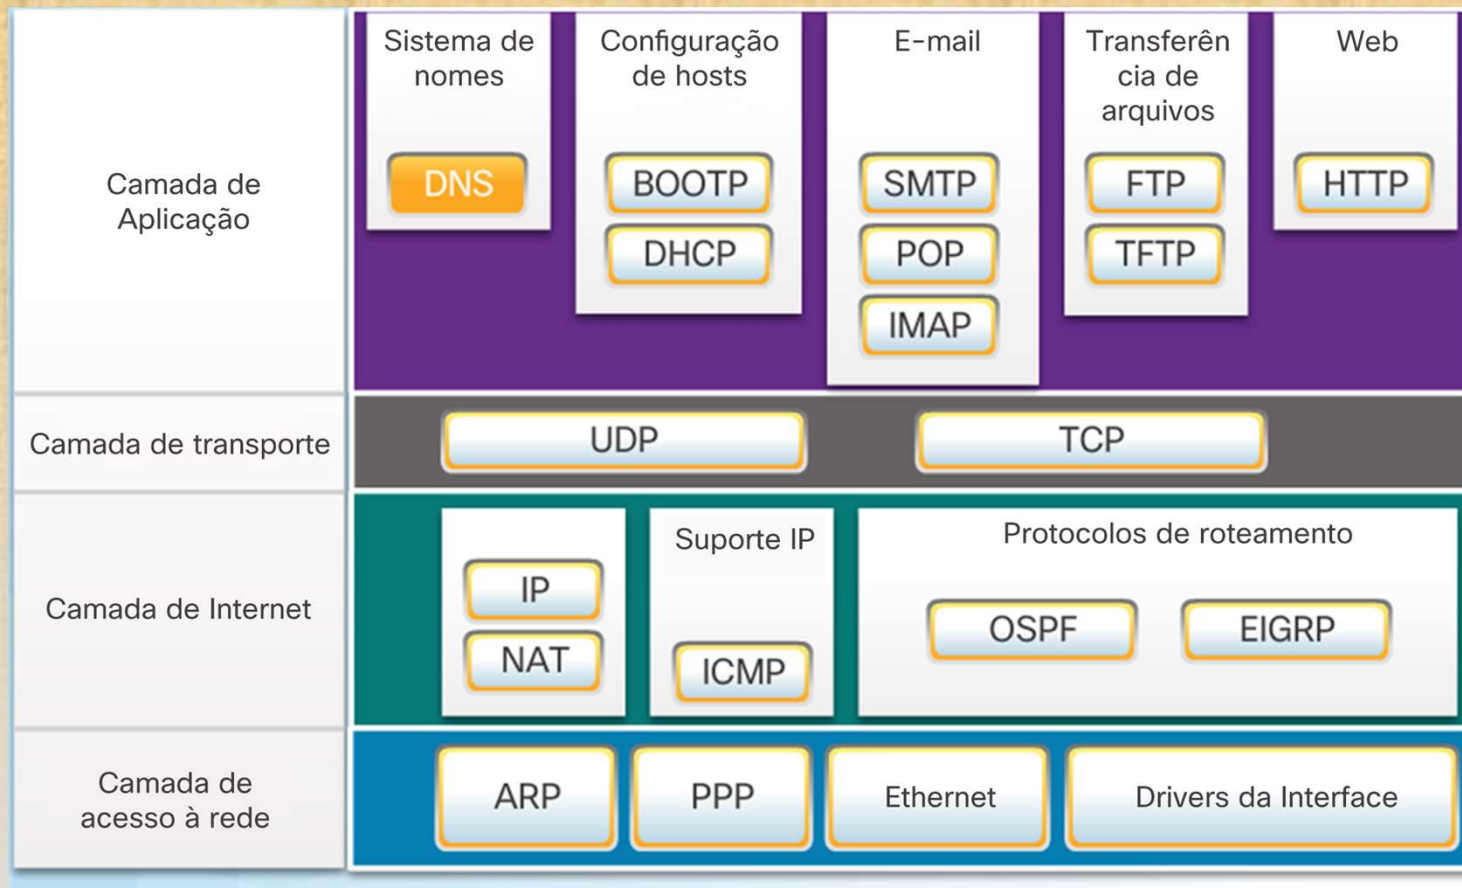 Camada de
Aplicação
Sistema de
nomes
DNS
Configuração
de hosts
BOOTP
DHCP
E-mail
SMTP
POP
IMAP
Transferên
cia de
arquivos
FTP
TFTP
Web
HTTP
Camada de transporte
UDP
TCP
Camada de Internet
IP
NAT
Suporte IP
ICMP
Protocolos de roteamento
OSPF
EIGRP
Camada de
acesso à rede
ARP
PPP
Ethernet
Drivers da Interface